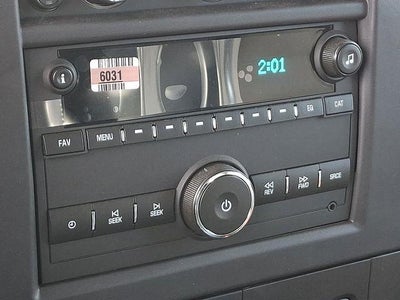 6031
2:01
FAV
MENU
EQ
CAT
SEEK
SEEK
REV
FWD
SRCE